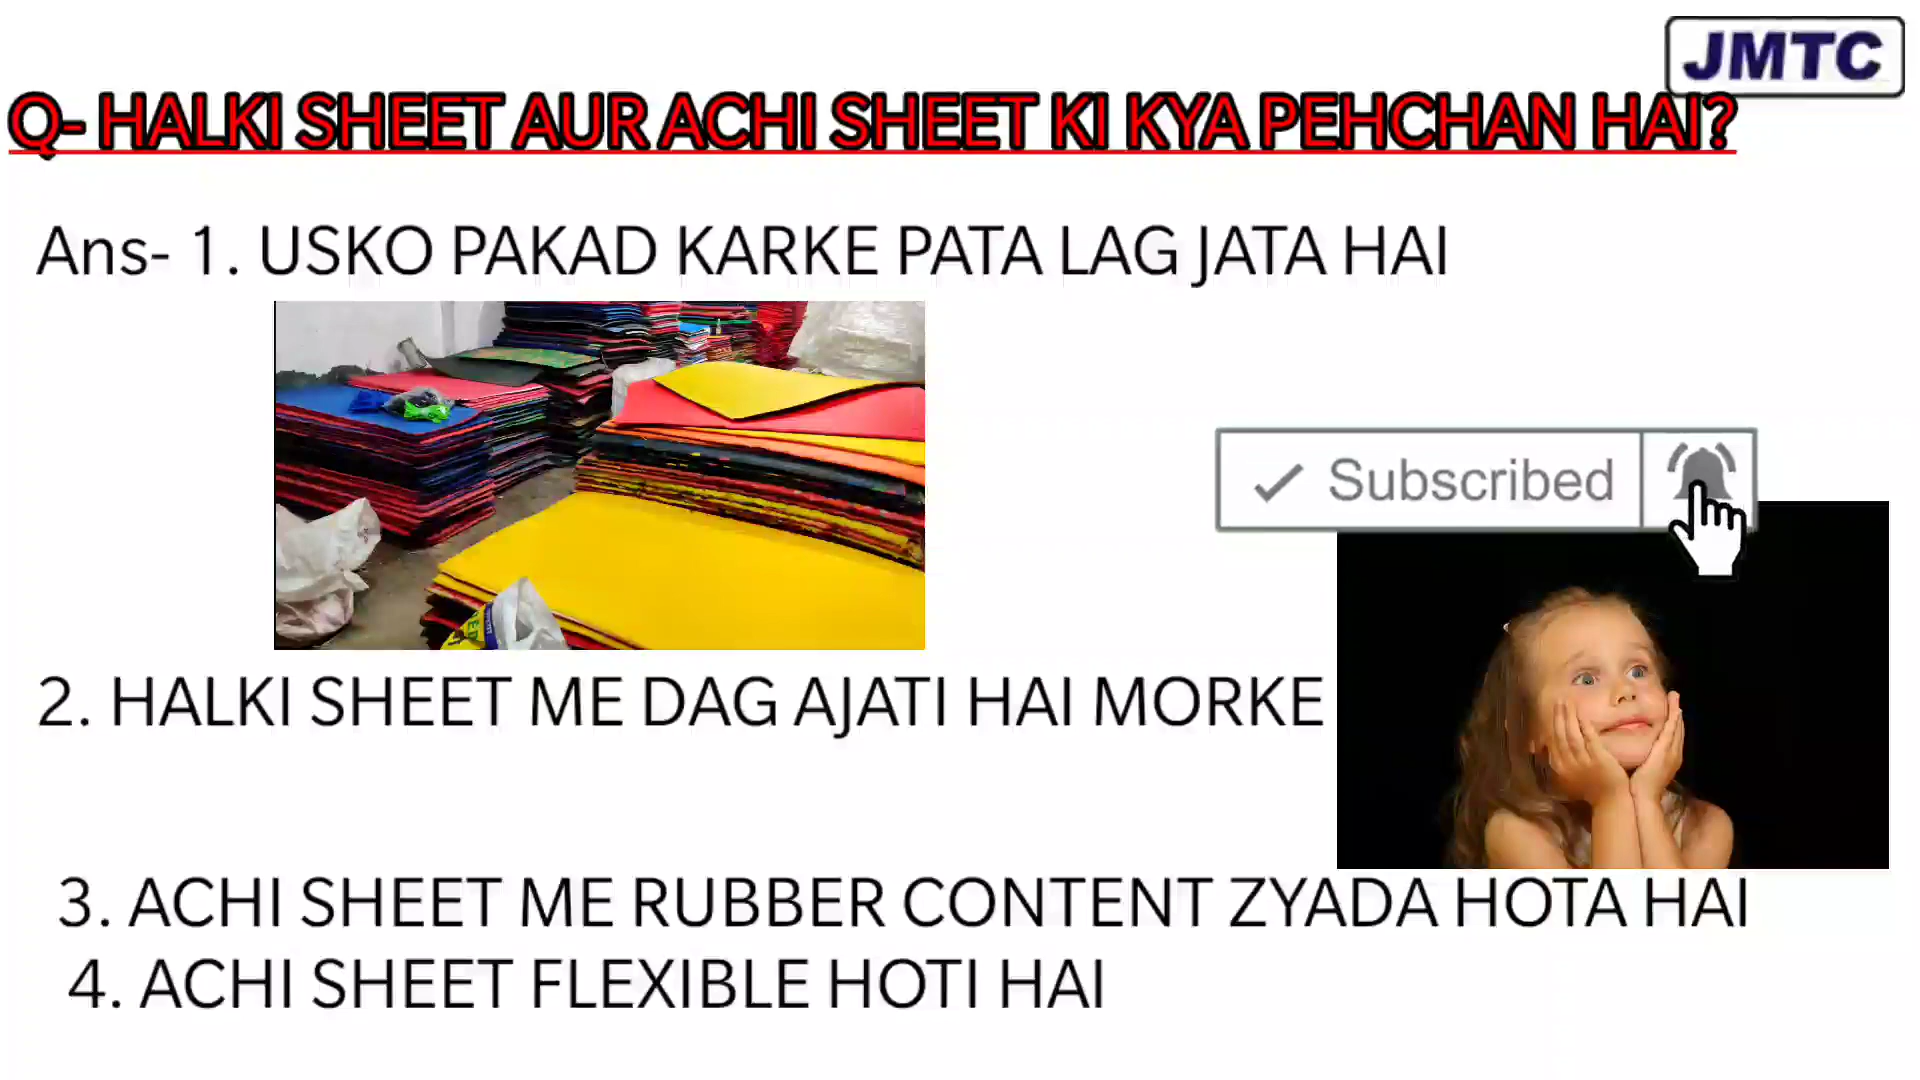 JMTC
Q- HALKI SHEET AUR ACHI SHEET KI KYA PEHCHAN HAI?
Ans- 1. USKO PAKAD KARKE PATA LAG JATA HAI
Subscribed
2. HALKI SHEET ME DAG AJATI HAI MORKE
3. ACHI SHEET ME RUBBER CONTENT ZYADA HOTA HAI
4. ACHI SHEET FLEXIBLE HOTI HAI